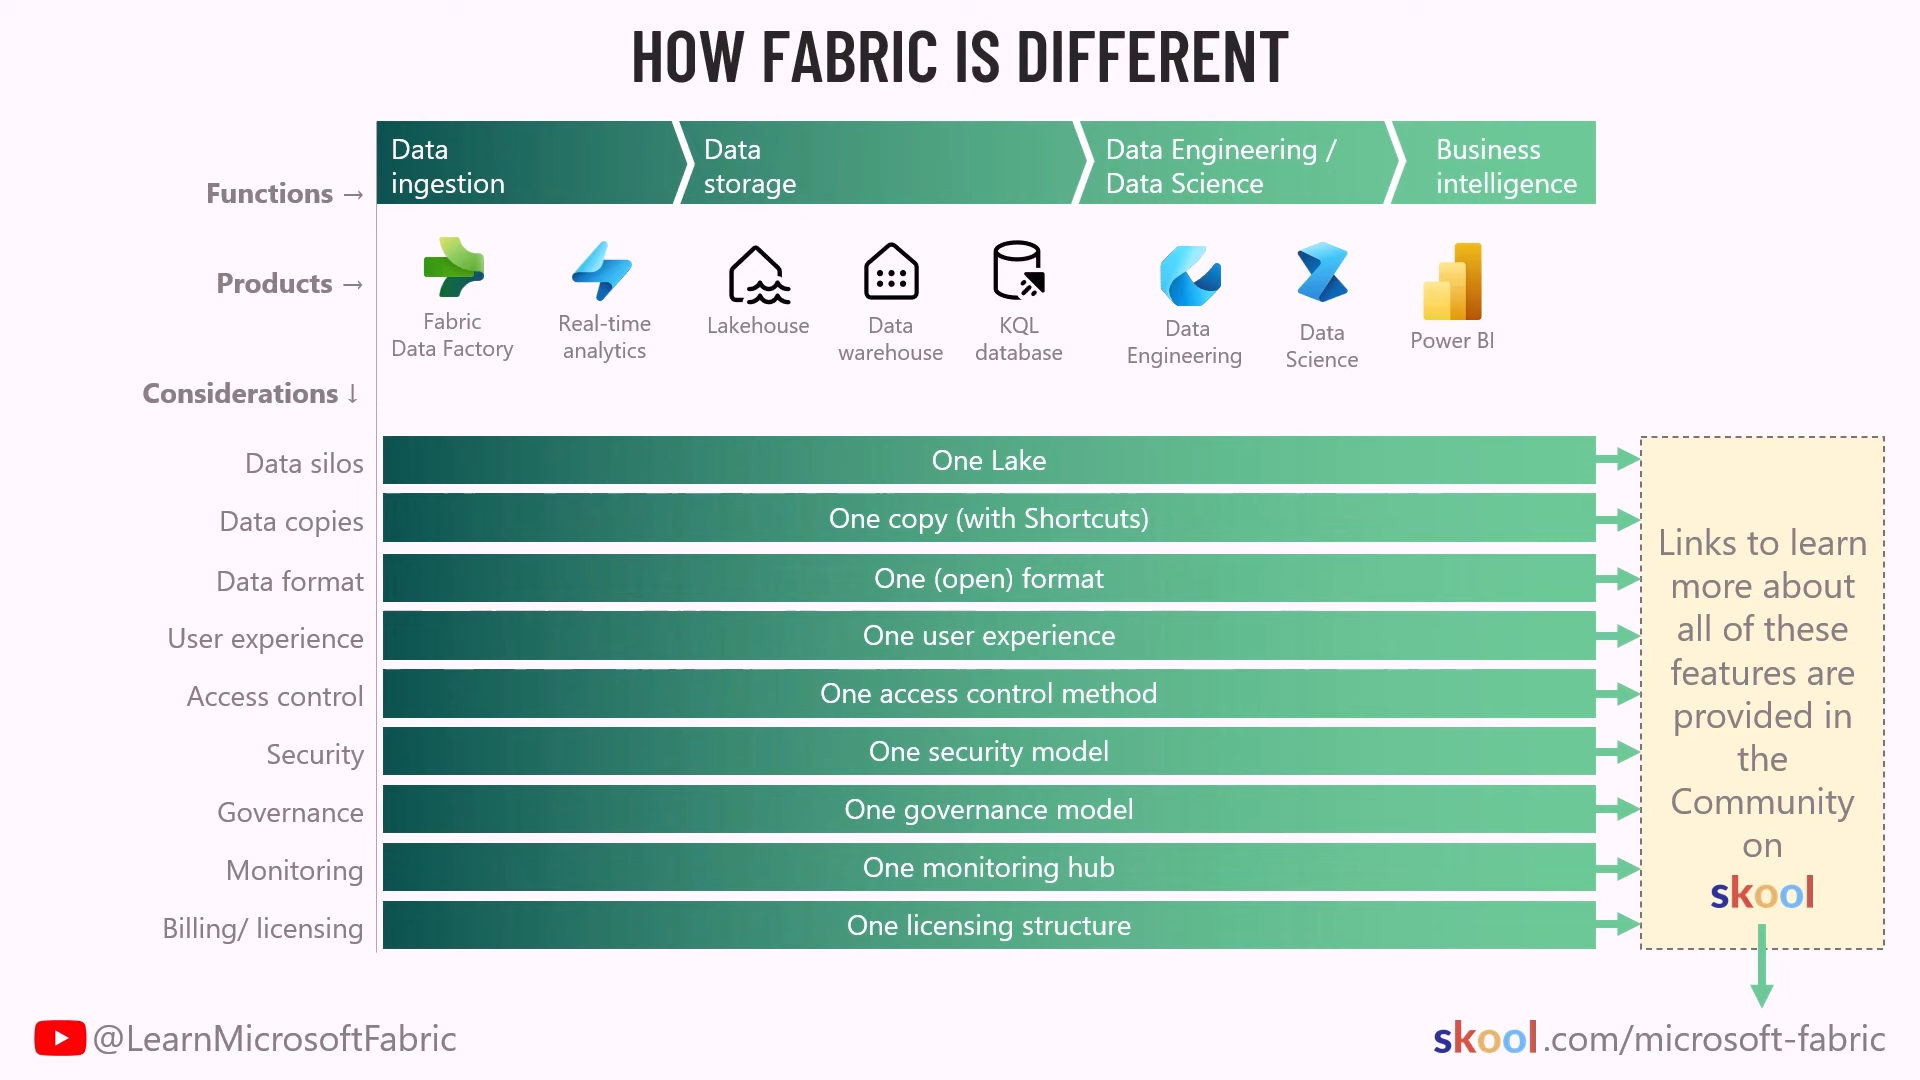 HOW FABRIC IS DIFFERENT
Functions →
Data
ingestion
Data
storage
Data Engineering /
Data Science
Business
intelligence
Products →
Fabric
Data Factory
Real-time
analytics
Lakehouse
Data
warehouse
KQL
database
Data
Engineering
Data
Science
Power BI
Considerations ↓
Data silos
One Lake
Data copies
One copy (with Shortcuts)
Data format
One (open) format
User experience
One user experience
Access control
One access control method
Security
One security model
Governance
One governance model
Monitoring
One monitoring hub
Billing/ licensing
One licensing structure
Links to learn
more about
all of these
features are
provided in
the
Community
on
skool
@LearnMicrosoftFabric
skool.com/microsoft-fabric